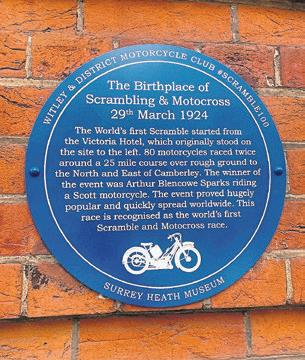 WITLEY & DISTRICT MOTORCYCLE CLUB #SCRAMBLE100
The Birthplace of
Scrambling & Motocross
29th March 1924
The World's first Scramble started from
the Victoria Hotel, which originally stood on
the site to the left. 80 motorcycles raced twice
around a 25 mile course over rough ground to
the North and East of Camberley. The winner of
the event was Arthur Blencowe Sparks riding
a Scott motorcycle. The event proved hugely
popular and quickly spread worldwide. This
race is recognised as the world's first
Scramble and Motocross race.
SURREY HEATH MUSEUM